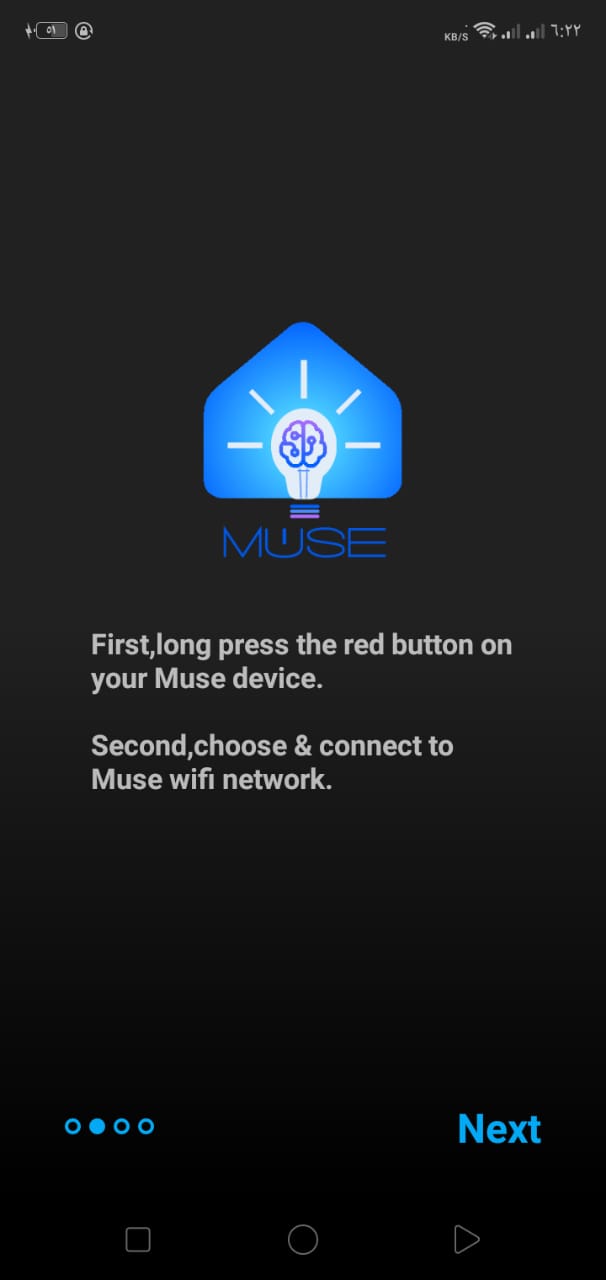 ٥١
KB/S
٦:٢٢
MUSE
First,long press the red button on
your Muse device.
Second,choose & connect to
Muse wifi network.
Next